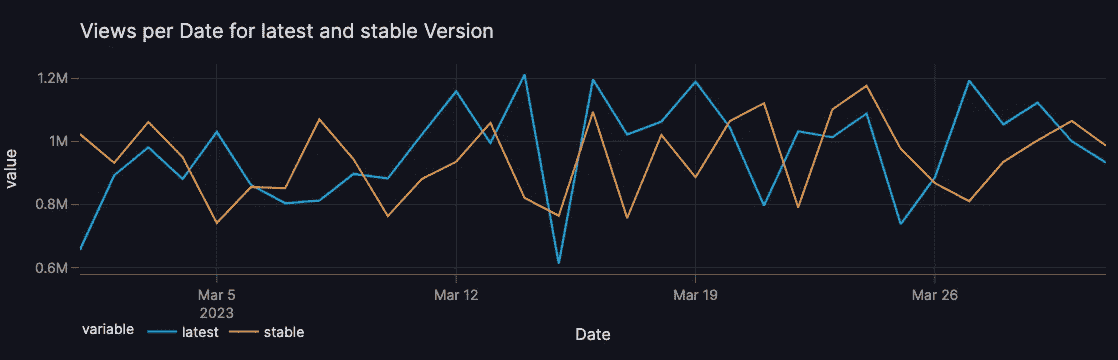 Views per Date for latest and stable Version
1.2M
1M
0.8M
0.6M
value
Mar 5
2023
Mar 12
Mar 19
Mar 26
Date
variable
latest
stable